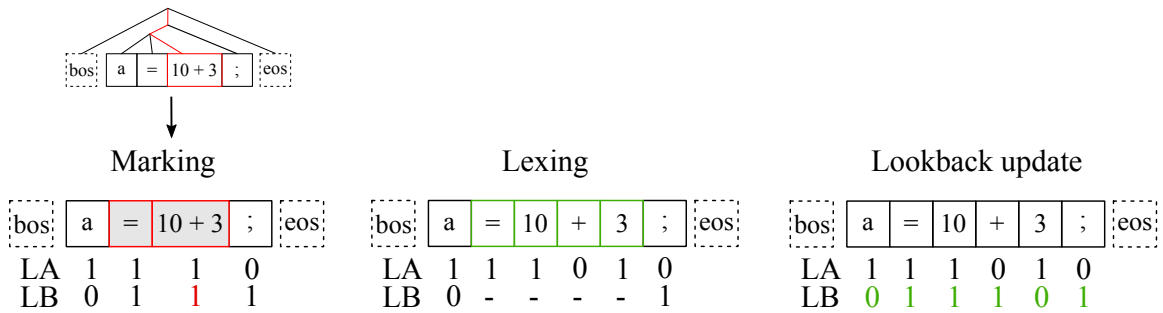 bos a = 10 + 3 ; eos
Marking Lexing Lookback update
bos a = 10 + 3 ; eos bos a = 10 + 3 ; eos bos a = 10 + 3 ; eos
LA 1 1 1 0 LA 1 1 1 0 1 0 LA 1 1 1 0 1 0
LB 0 1 1 1 LB 0 - - - - 1 LB 0 1 1 1 0 1